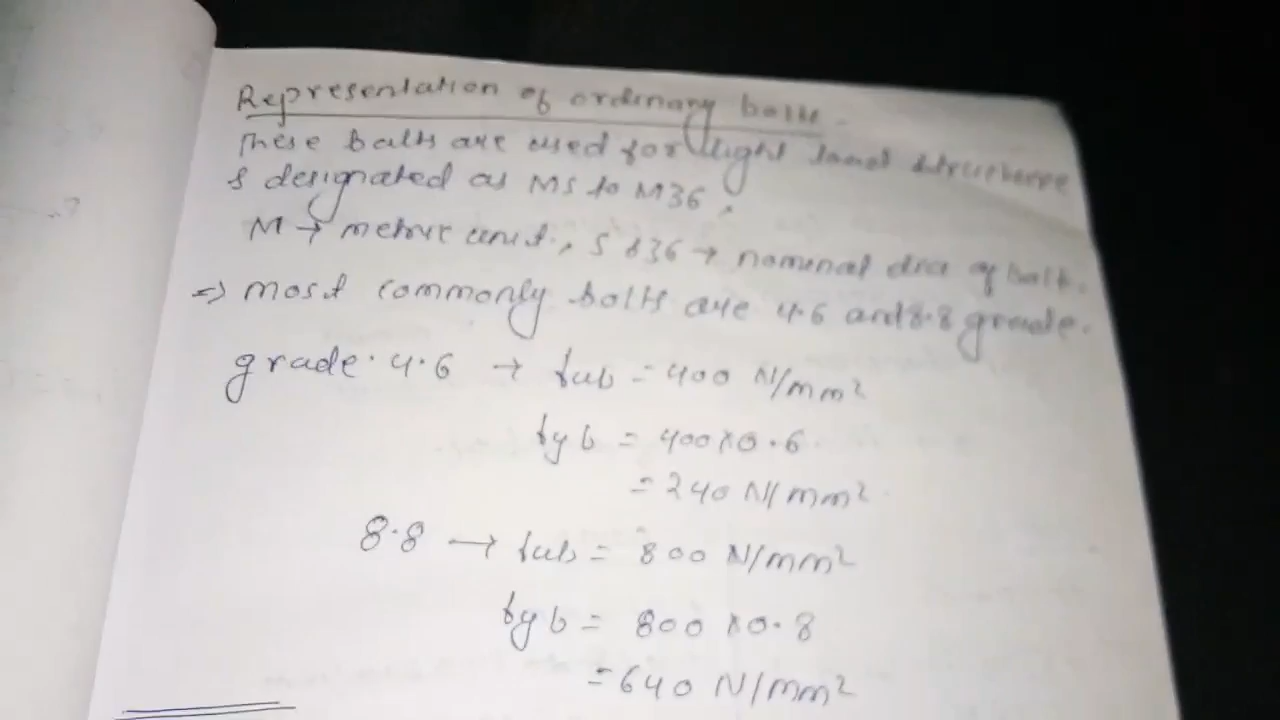 Representation of ordinary bolts.
These bolts are used for light load structure
& designated as M5 to M36.
M → metric unit, 5 & 36 → nominal dia of bolt.
=> most commonly bolts are 4.6 and 8.8 grade.
grade. 4.6 → fub = 400 N/mm²
fyb = 400×0.6
= 240 N/mm²
8.8 → fub = 800 N/mm²
fyb = 800 ×0.8
= 640 N/mm²